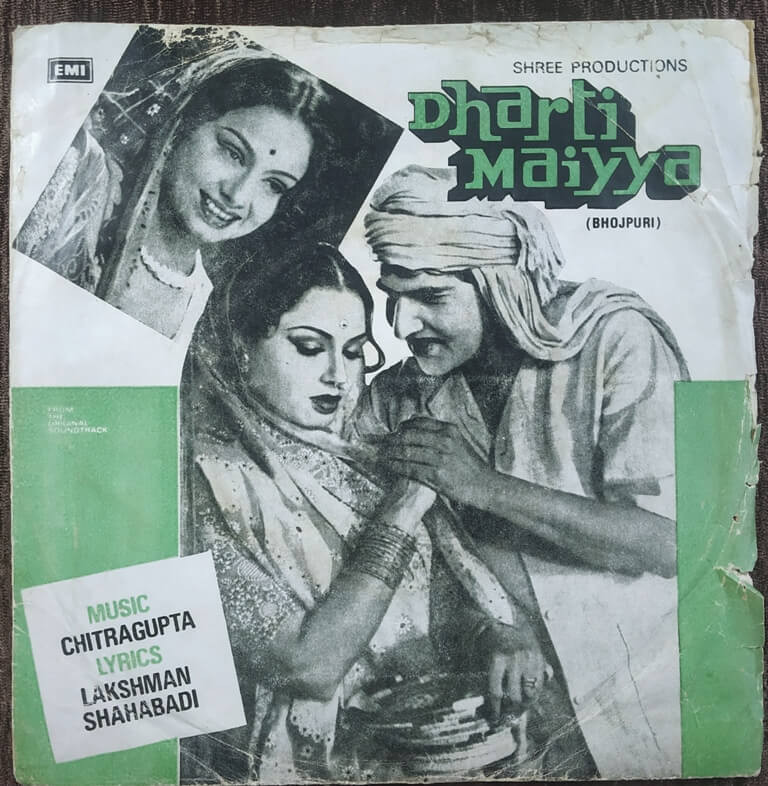 EMI
SHREE PRODUCTIONS
Dharti
Maiyya
(BHOJPURI)
FROM
THE
ORIGINAL
SOUNDTRACK
MUSIC
CHITRAGUPTA
LYRICS
LAKSHMAN
SHAHABADI